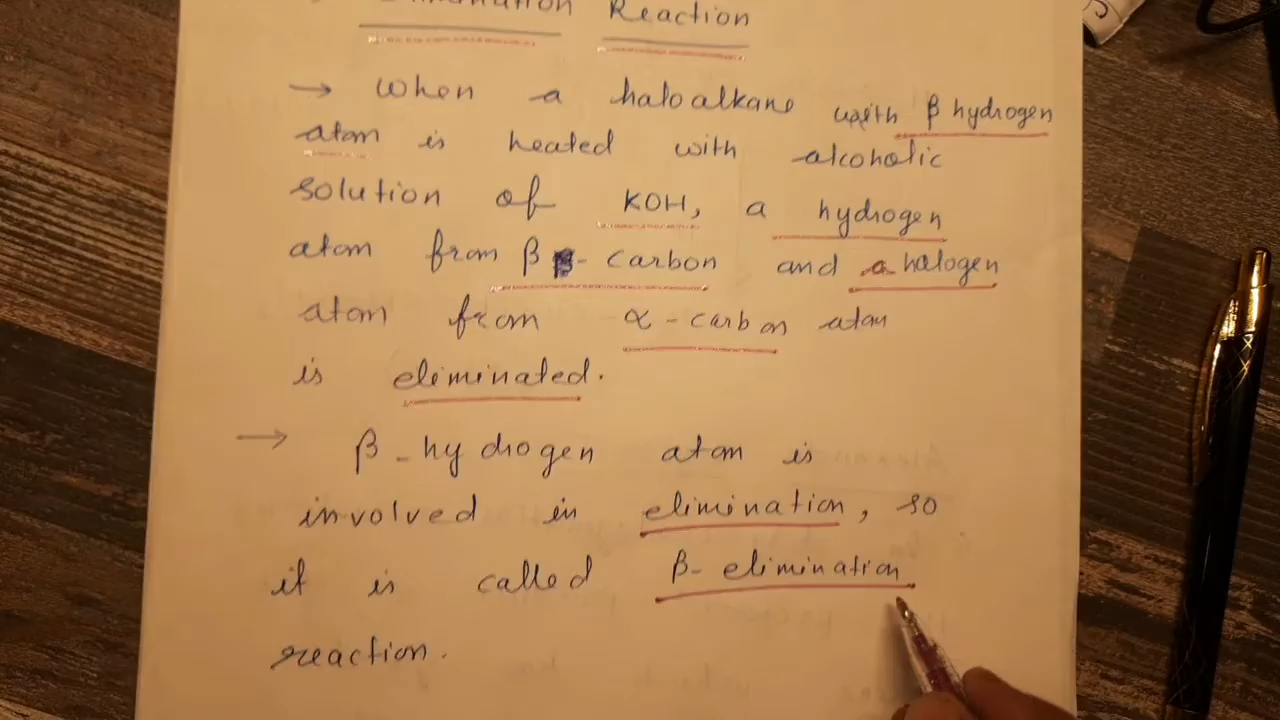 Elimination Reaction
→ When a haloalkane with β hydrogen
atom is heated with alcoholic
solution of KOH, a hydrogen
atom from β - carbon and a halogen
atom from α - carbon atom
is eliminated.
→ β - hydrogen atom is
involved in elimination, so
it is called β- elimination
reaction.